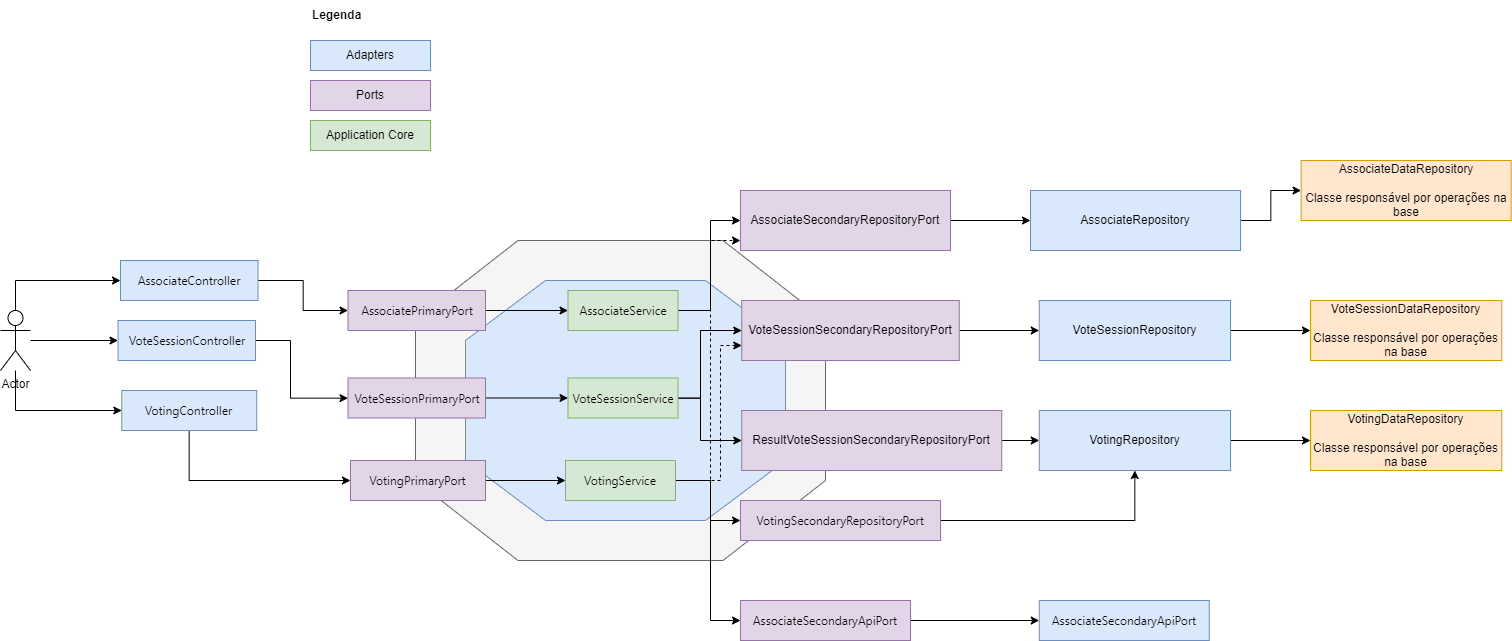 Legenda
Adapters
Ports
Application Core
AssociateDataRepository
Classe responsável por operações na
base
AssociateSecondaryRepositoryPort
AssociateRepository
AssociateController
AssociatePrimaryPort
AssociateService
VoteSessionSecondaryRepositoryPort
VoteSessionRepository
VoteSessionDataRepository
Classe responsável por operações
na base
VoteSessionController
Actor
VoteSessionPrimaryPort
VoteSessionService
VotingController
ResultVoteSessionSecondaryRepositoryPort
VotingRepository
VotingDataRepository
Classe responsável por operações
na base
VotingPrimaryPort
VotingService
VotingSecondaryRepositoryPort
AssociateSecondaryApiPort
AssociateSecondaryApiPort